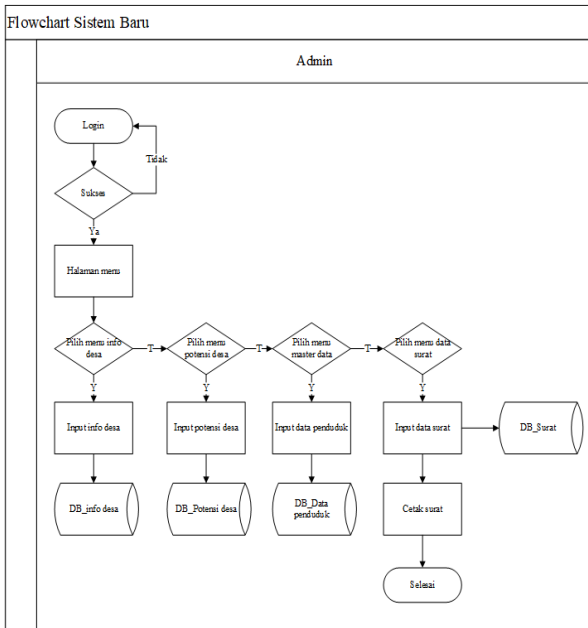 Flowchart Sistem Baru
Admin
Login
Tidak
Sukses
Ya
Halaman menu
Pilih menu info
desa
T
Pilih menu
potensi desa
T
Pilih menu
master data
T
Pilih menu data
surat
Y
Y
Y
Y
Input info desa
Input potensi desa
Input data penduduk
Input data surat
DB_Surat
DB_info desa
DB_Potensi desa
DB_Data
penduduk
Cetak surat
Selesai